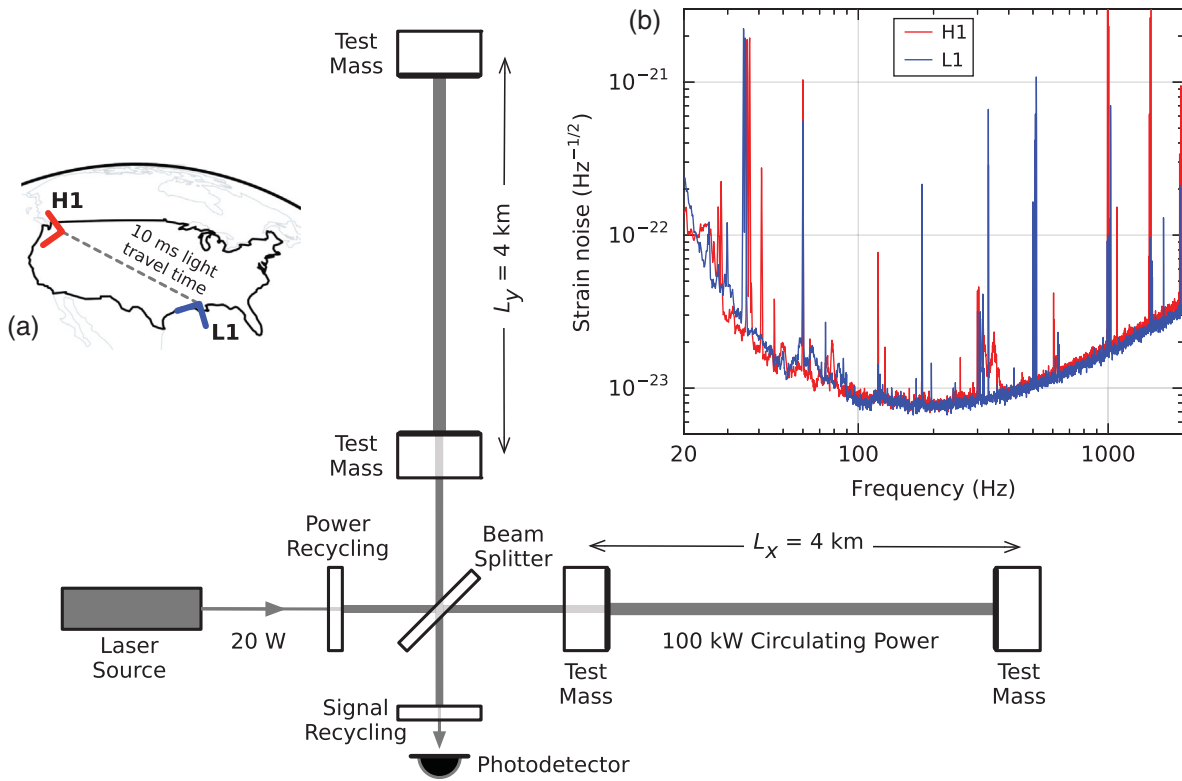 (a)
H1
10 ms light
travel time
L1
Test
Mass
L_y = 4 km
Test
Mass
Power
Recycling
Beam
Splitter
L_x = 4 km
Laser
Source
20 W
100 kW Circulating Power
Test
Mass
Test
Mass
Signal
Recycling
Photodetector
(b)
H1
L1
Strain noise (Hz^{-1/2})
10^{-21}
10^{-22}
10^{-23}
20
100
1000
Frequency (Hz)